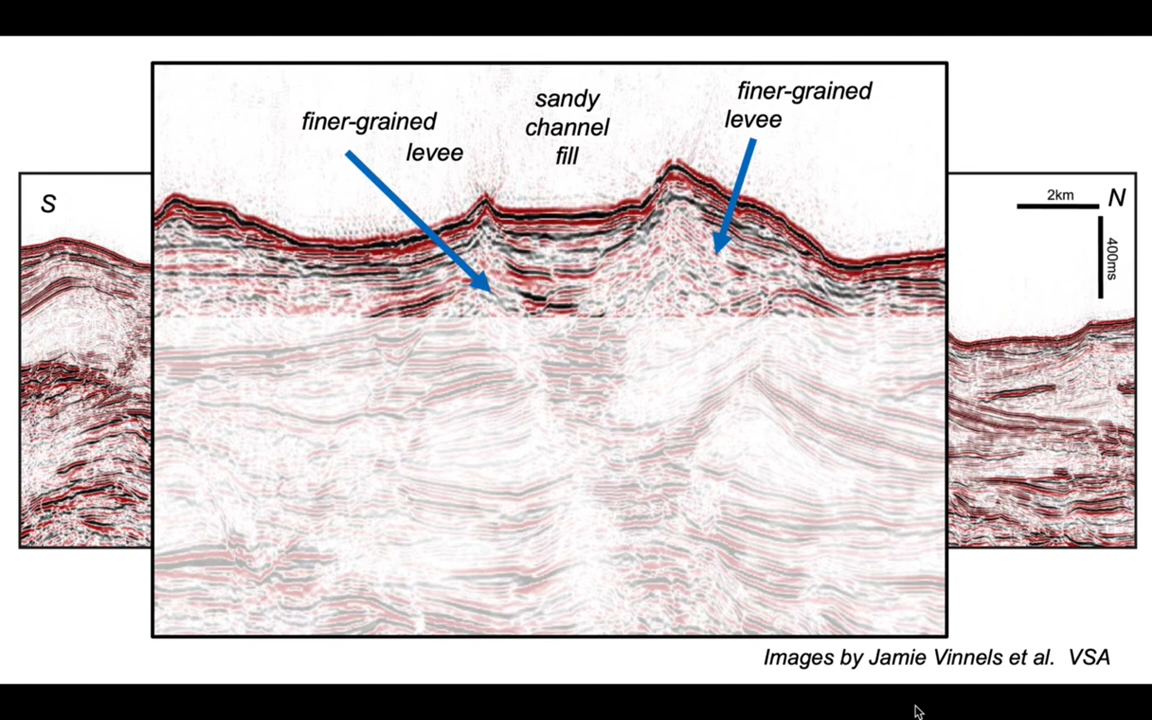 finer-grained
levee
sandy
channel
fill
finer-grained
levee
S
2km
N
400ms
Images by Jamie Vinnels et al. VSA